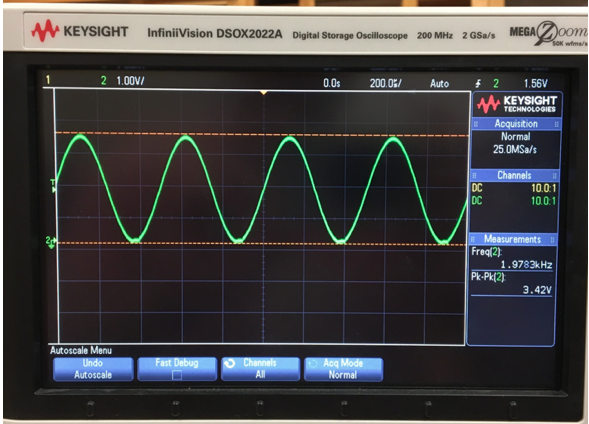 KEYSIGHT InfiniiVision DSOX2022A Digital Storage Oscilloscope 200 MHz 2 GSa/s MEGA Zoom
50K wfms/s
1 2 1.00V/ 0.0s 200.0µ/ Auto 2 1.56V
KEYSIGHT
TECHNOLOGIES
Acquisition
Normal
25.0MSa/s
Channels
DC 10.0:1
DC 10.0:1
Measurements
Freq(2):
1.9783kHz
Pk-Pk(2):
3.42V
T
2
Autoscale Menu
Undo
Autoscale
Fast Debug
Channels
All
Acq Mode
Normal